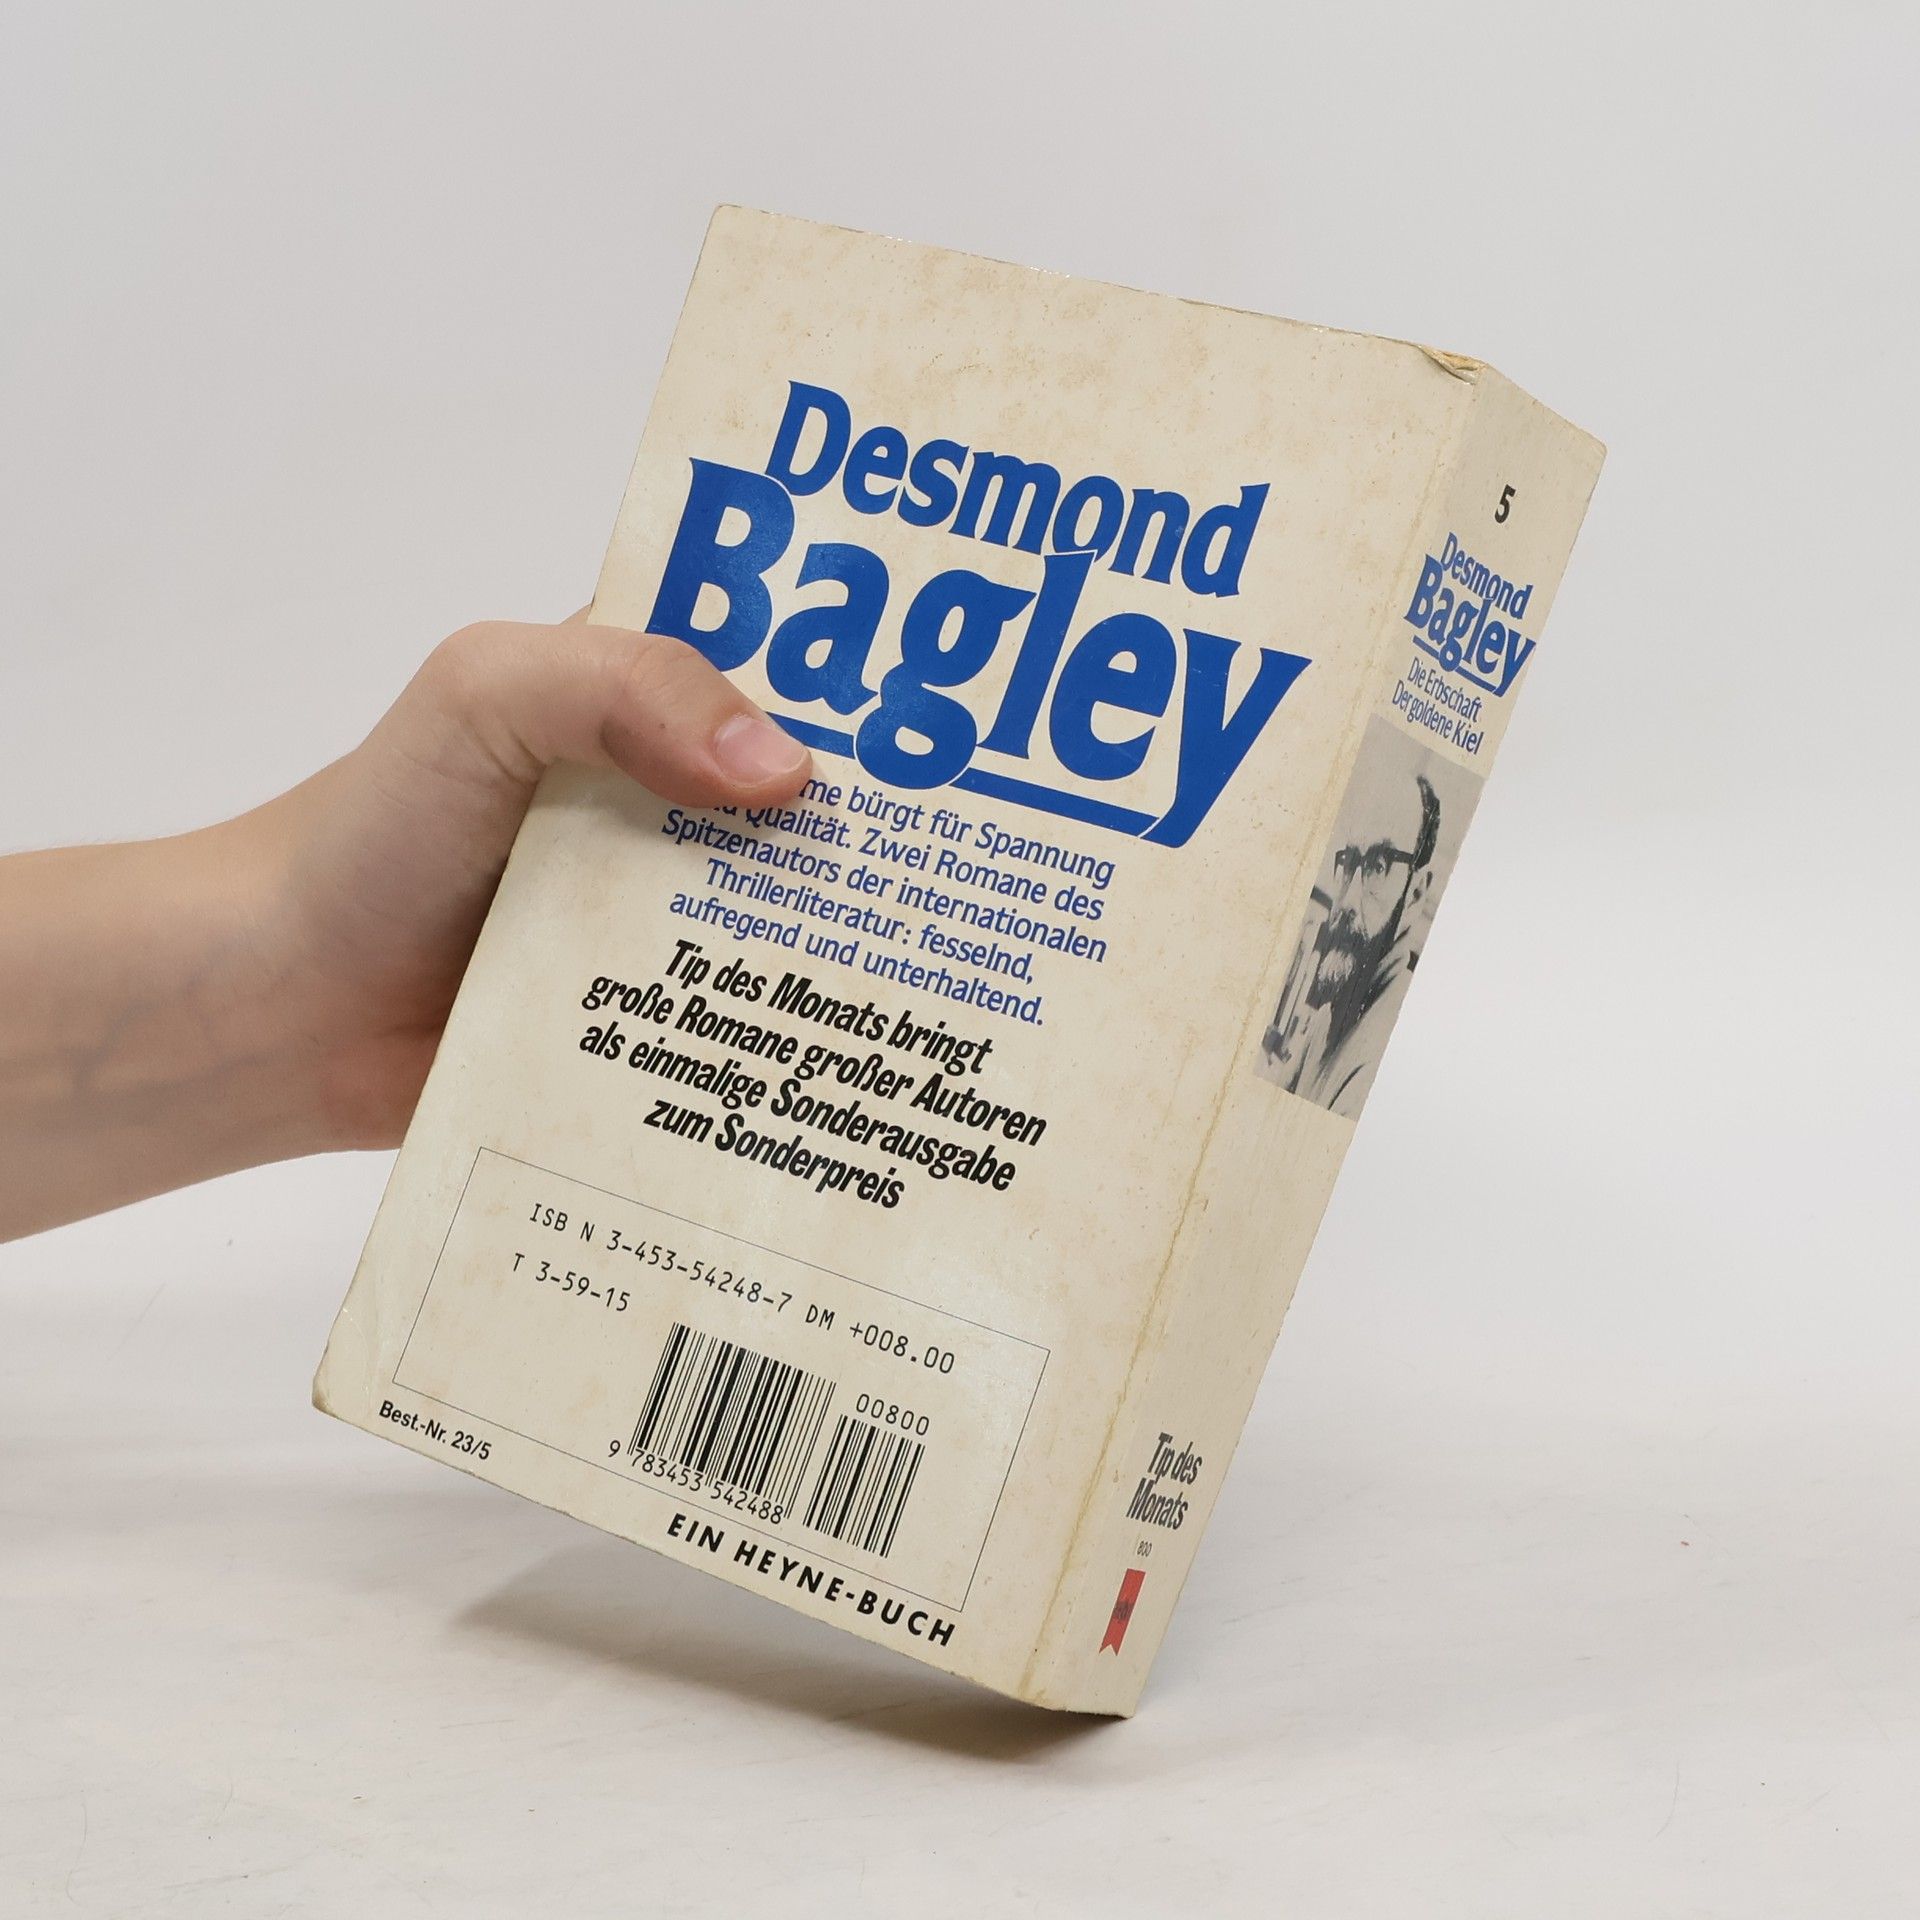 Desmond
Bagley
bürgt für Spannung
Qualität. Zwei Romane des
Spitzenautors der internationalen
Thrillerliteratur: fesselnd,
aufregend und unterhaltend.
Tip des Monats bringt
große Romane großer Autoren
als einmalige Sonderausgabe
zum Sonderpreis
ISB N 3-453-54248-7 DM +008.00
T 3-59-15
00800
9 783453 542488
Best.-Nr. 23/5
EIN HEYNE-BUCH
5
Desmond
Bagley
Die Erbschaft
Der goldene Kiel
Tip des
Monats
800